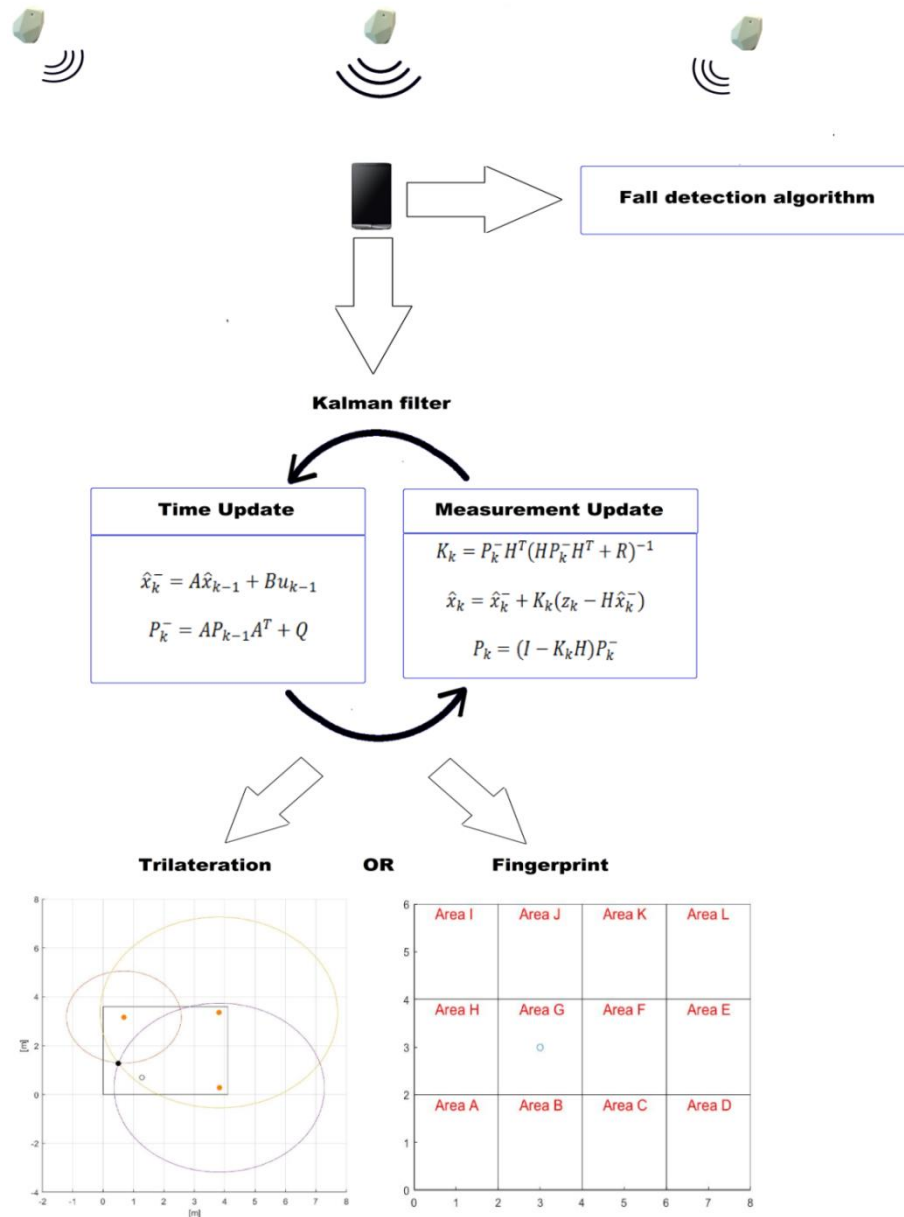 Fall detection algorithm
Kalman filter
Time Update
x̂ₖ⁻ = Ax̂ₖ₋₁ + Buₖ₋₁
Pₖ⁻ = APₖ₋₁Aᵀ + Q
Measurement Update
Kₖ = Pₖ⁻Hᵀ(HPₖ⁻Hᵀ + R)⁻¹
x̂ₖ = x̂ₖ⁻ + Kₖ(zₖ − Hx̂ₖ⁻)
Pₖ = (I − KₖH)Pₖ⁻
Trilateration OR Fingerprint
8
6
4
2
0
-2
-4
[m]
-2 -1 0 1 2 3 4 5 6 7 8
[m]
6
5
4
3
2
1
0
Area I Area J Area K Area L
Area H Area G Area F Area E
Area A Area B Area C Area D
0 1 2 3 4 5 6 7 8